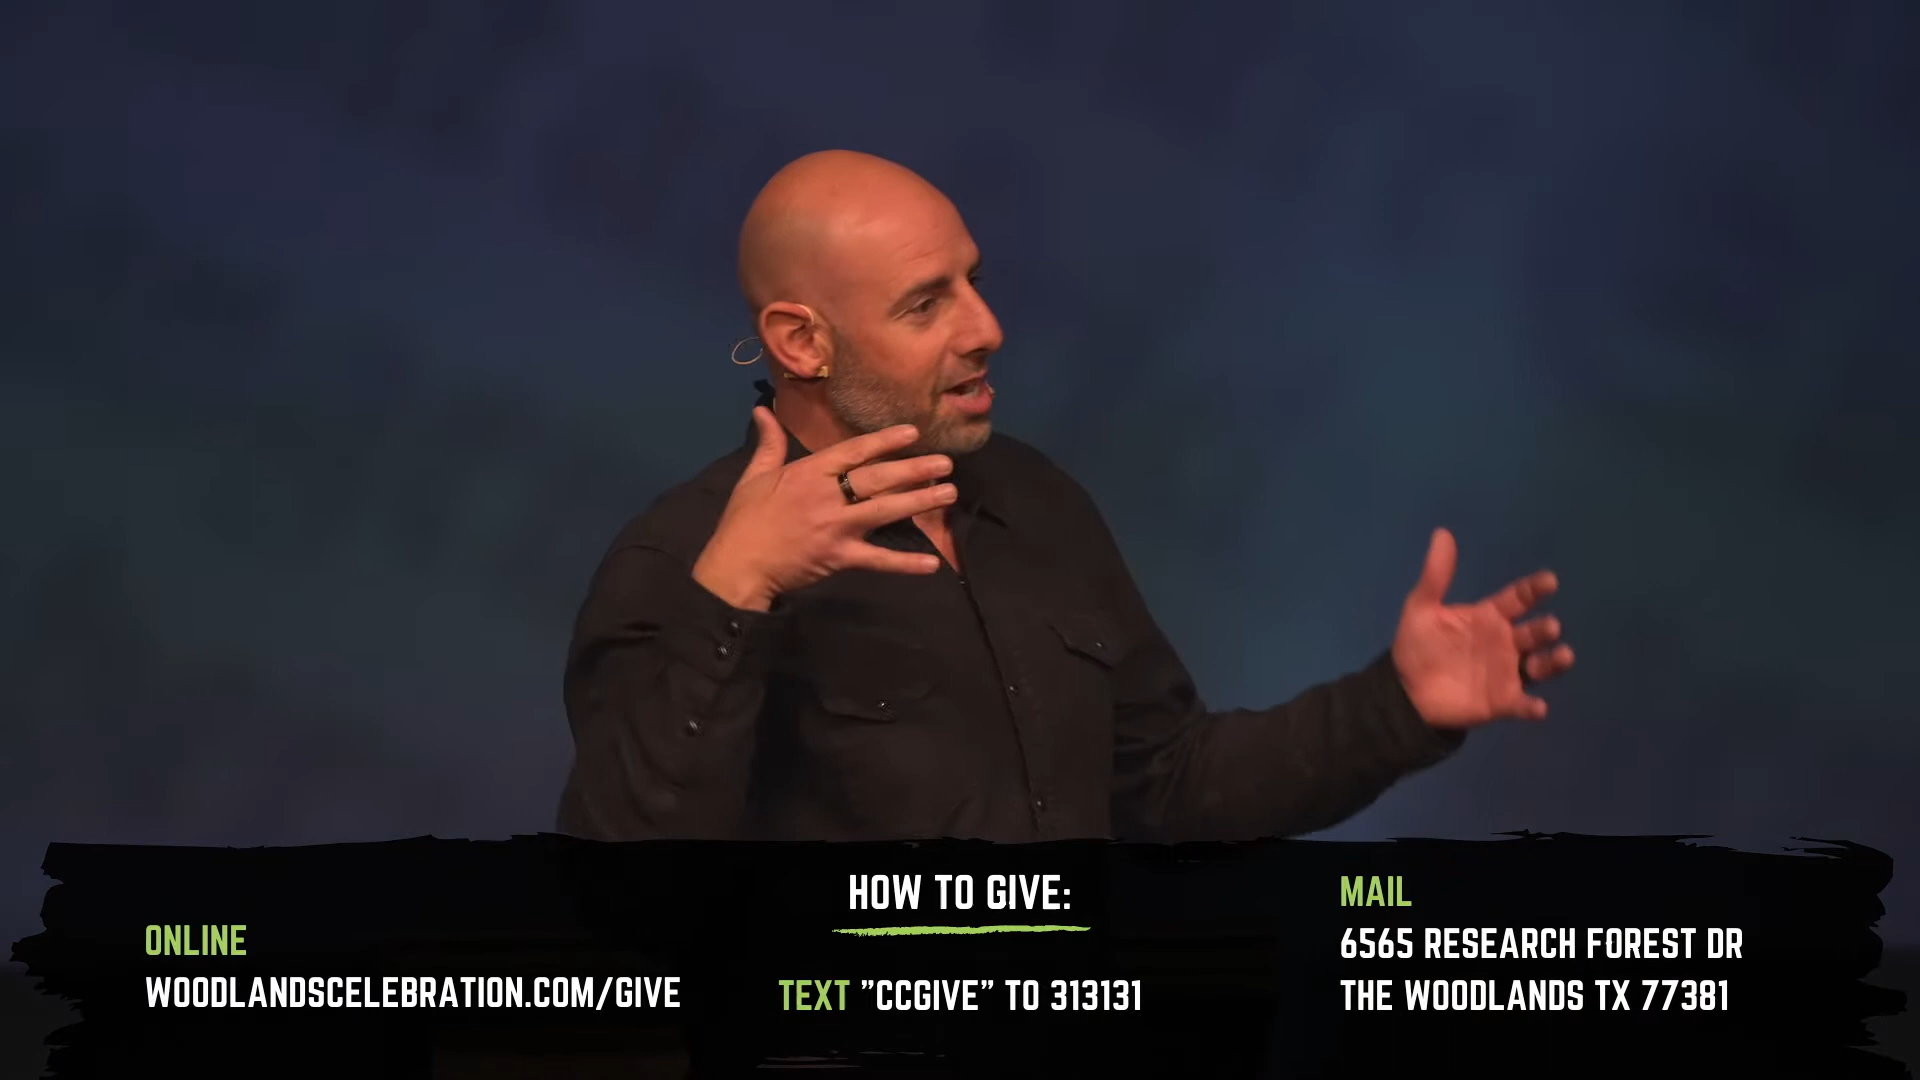 HOW TO GIVE:
ONLINE
WOODLANDSCELEBRATION.COM/GIVE
TEXT "CCGIVE" TO 313131
MAIL
6565 RESEARCH FOREST DR
THE WOODLANDS TX 77381